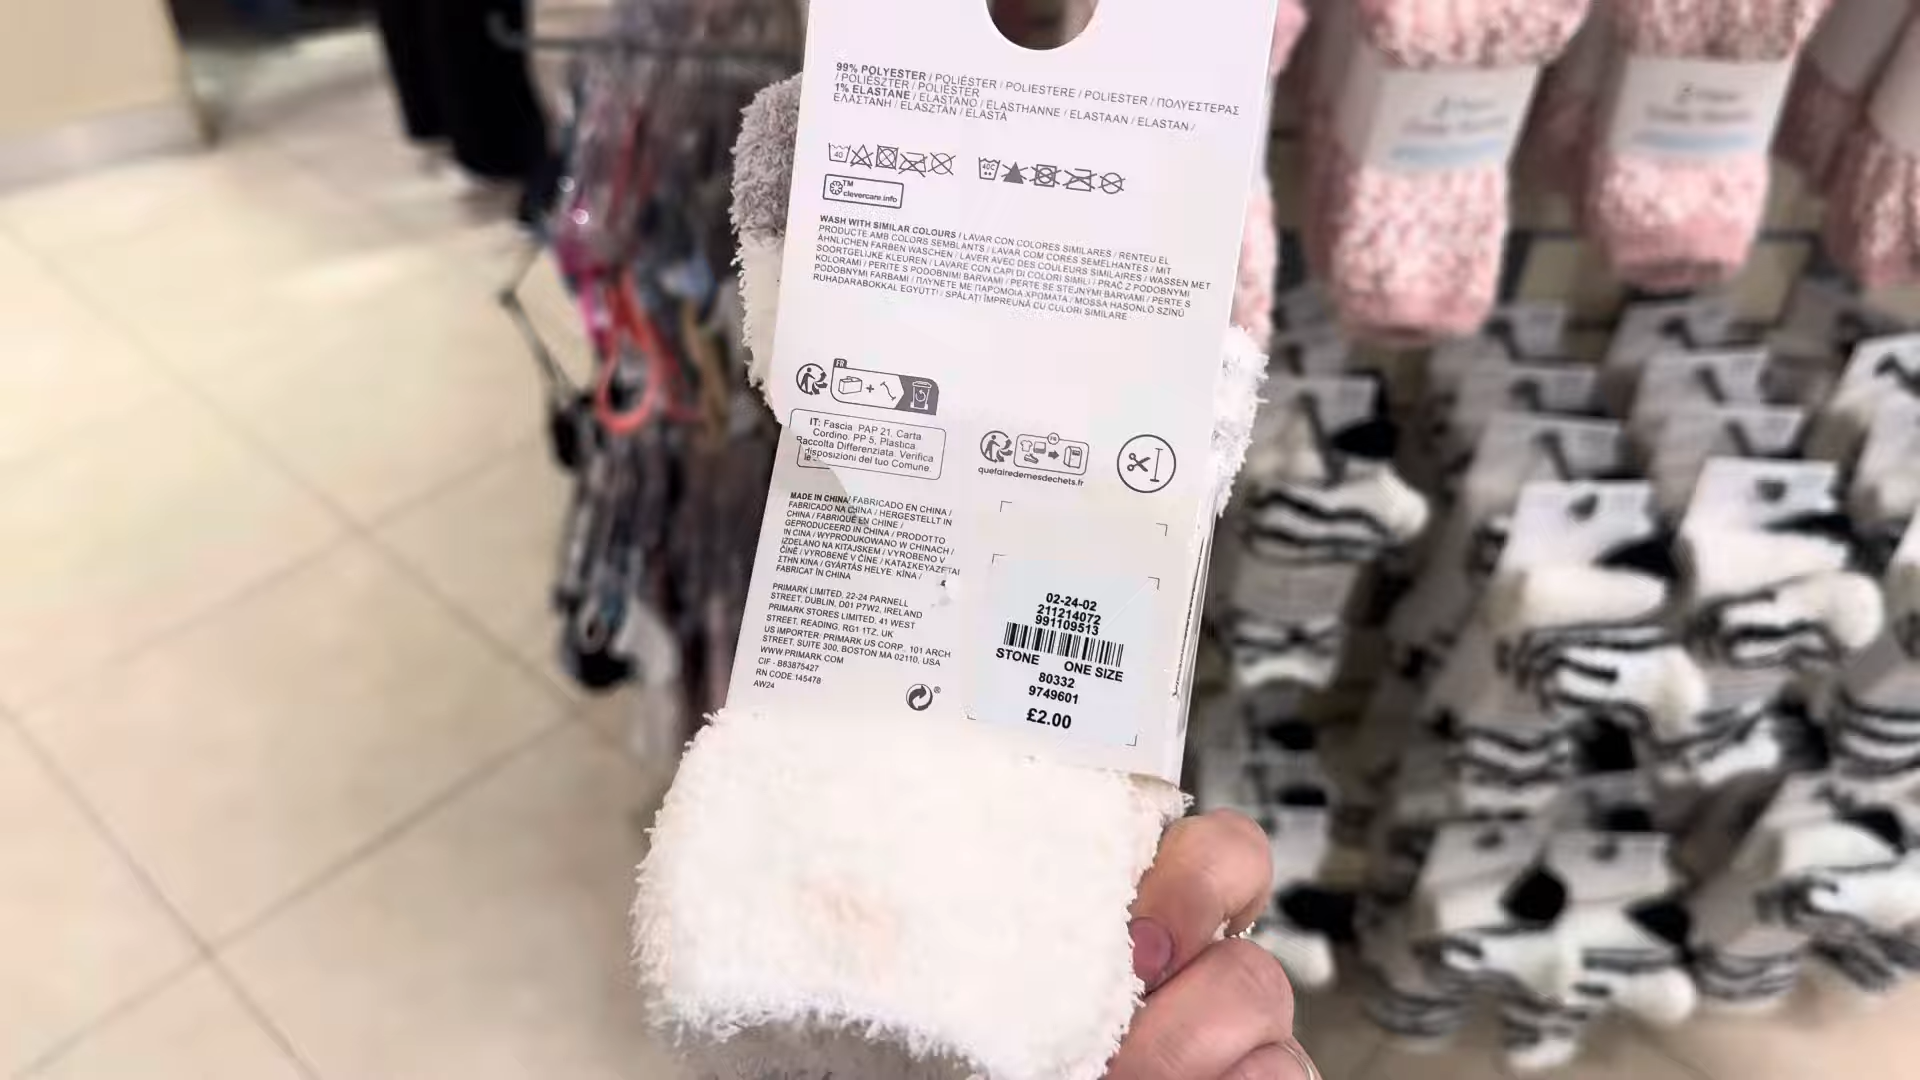 99% POLYESTER / POLIÉSTER / POLIESTERE / POLIESTER / ΠΟΛΥΕΣΤΕΡΑΣ
/ POLIÉSZTER / POLIESTER
1% ELASTANE / ELASTANO / ELASTHANNE / ELASTAAN / ELASTAN /
ΕΛΑΣΤΑΝΗ / ELASZTÁN / ELASTĂ
40
40C
TM
clevercare.info
WASH WITH SIMILAR COLOURS / LAVAR CON COLORES SIMILARES / RENTEU EL
PRODUCTE AMB COLORS SEMBLANTS / LAVAR COM CORES SEMELHANTES / MIT
ÄHNLICHEN FARBEN WASCHEN / LAVER AVEC DES COULEURS SIMILAIRES / WASSEN MET
SOORTGELIJKE KLEUREN / LAVARE CON CAPI DI COLORI SIMILI / PRAĆ Z PODOBNYMI
KOLORAMI / PERITE S PODOBNIMI BARVAMI / PERTE SE STEJNÝMI BARVAMI / PERTE S
PODOBNÝMI FARBAMI / ΠΛΥΝΕΤΕ ΜΕ ΠΑΡΟΜΟΙΑ ΧΡΩΜΑΤΑ / MOSSA HASONLÓ SZÍNŰ
RUHADARABOKKAL EGYÜTT! / SPĂLAȚI ÎMPREUNĂ CU CULORI SIMILARE
FR
IT: Fascia. PAP 21. Carta
Cordino. PP 5. Plastica.
Raccolta Differenziata. Verifica
le disposizioni del tuo Comune.
FR
quefairedemesdechets.fr
MADE IN CHINA/ FABRICADO EN CHINA /
FABRICADO NA CHINA / HERGESTELLT IN
CHINA / FABRIQUÉ EN CHINE /
GEPRODUCEERD IN CHINA / PRODOTTO
IN CINA / WYPRODUKOWANO W CHINACH /
IZDELANO NA KITAJSKEM / VYROBENO V
ČÍNĚ / VYROBENÉ V ČÍNE / ΚΑΤΑΣΚΕΥΑΖΕΤΑΙ
ΣΤΗΝ ΚΙΝΑ / GYÁRTÁS HELYE: KÍNA /
FABRICAT ÎN CHINA
PRIMARK LIMITED, 22-24 PARNELL
STREET, DUBLIN, D01 P7W2, IRELAND
PRIMARK STORES LIMITED, 41 WEST
STREET, READING, RG1 1TZ, UK
US IMPORTER: PRIMARK US CORP., 101 ARCH
STREET, SUITE 300, BOSTON MA 02110, USA
WWW.PRIMARK.COM
CIF - B83875427
RN CODE 145478
AW24
02-24-02
211214072
991109513
STONE ONE SIZE
80332
9749601
£2.00